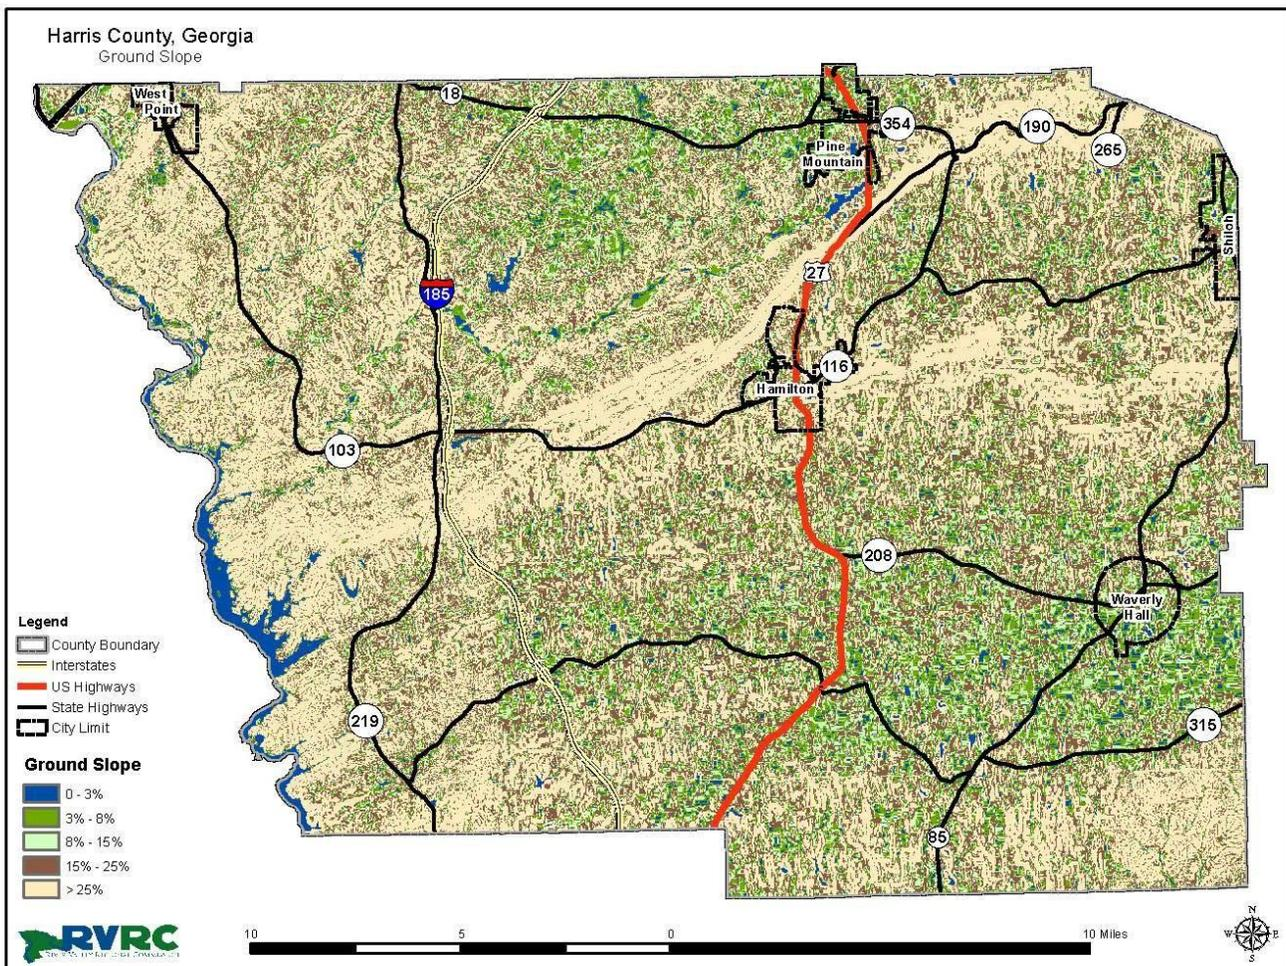 Harris County, Georgia
Ground Slope
West
Point
18
354
190
265
Pine
Mountain
Shiloh
27
185
116
Hamilton
103
208
Waverly
Hall
219
315
85
Legend
County Boundary
Interstates
US Highways
State Highways
City Limit
Ground Slope
0 - 3%
3% - 8%
8% - 15%
15% - 25%
> 25%
RVRC
10 5 0 10 Miles
N
W E
S